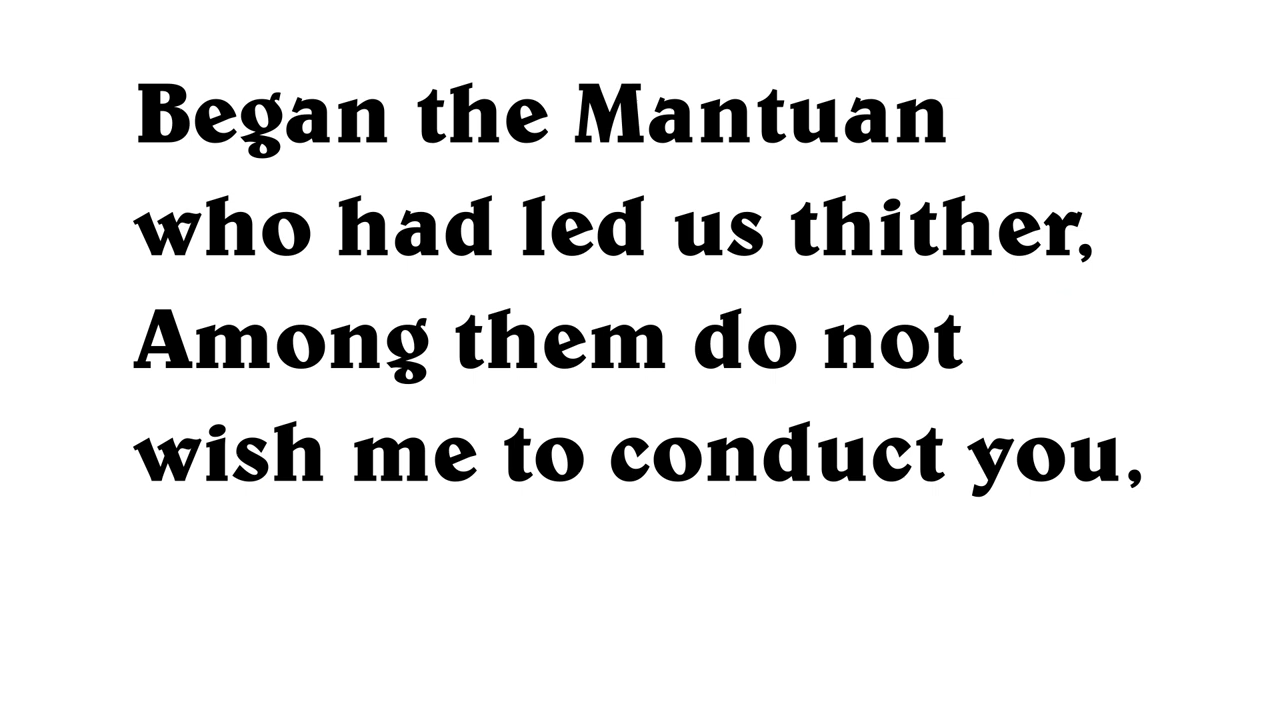 Began the Mantuan
who had led us thither,
Among them do not
wish me to conduct you,